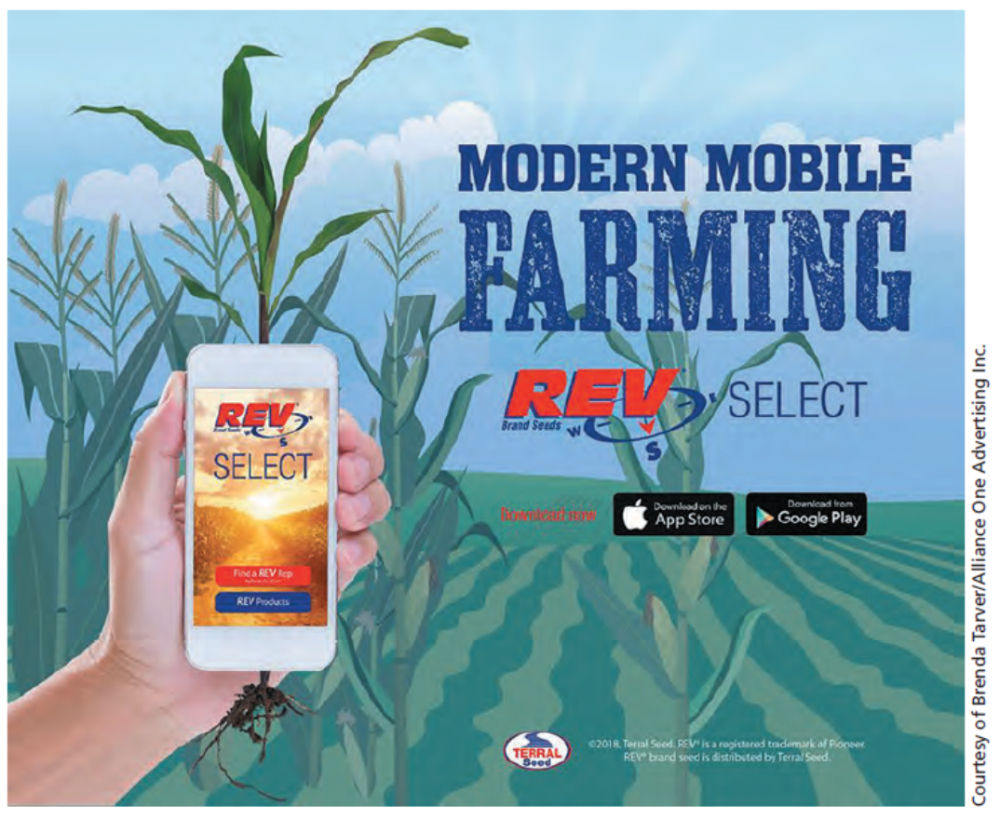 MODERN MOBILE
FARMING
REV
Brand Seeds W E S
SELECT
Download now
Download on the
App Store
Download from
Google Play
REV
Brand Seeds W E S
SELECT
Find a REV Rep
REV Products
TERRAL
Seed
©2018, Terral Seed. REV® is a registered trademark of Pioneer.
REV® brand seed is distributed by Terral Seed.
Courtesy of Brenda Tarver/Alliance One Advertising Inc.